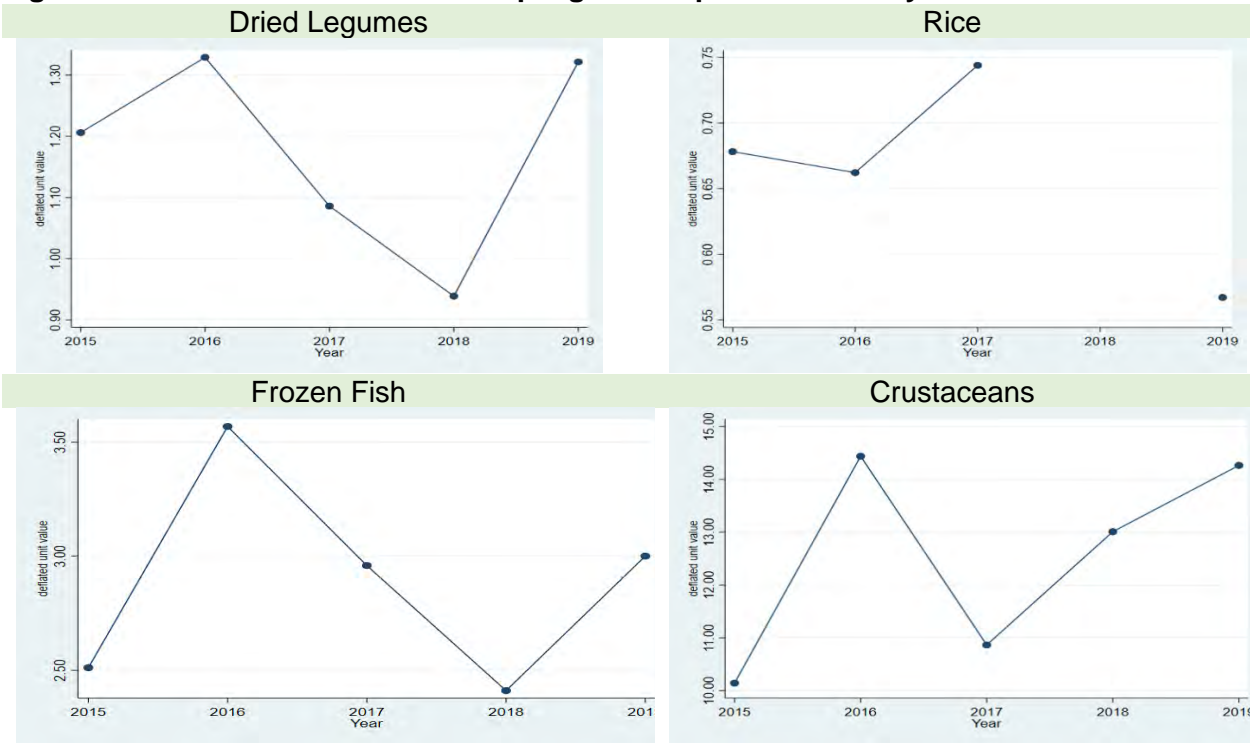 Dried Legumes
Rice
deflated unit value
1.30
1.20
1.10
1.00
0.90
2015 2016 2017 2018 2019
Year
deflated unit value
0.75
0.70
0.65
0.60
0.55
2015 2016 2017 2018 2019
Year
Frozen Fish
Crustaceans
deflated unit value
3.50
3.00
2.50
2015 2016 2017 2018 201
Year
deflated unit value
15.00
14.00
13.00
12.00
11.00
10.00
2015 2016 2017 2018 2019
Year